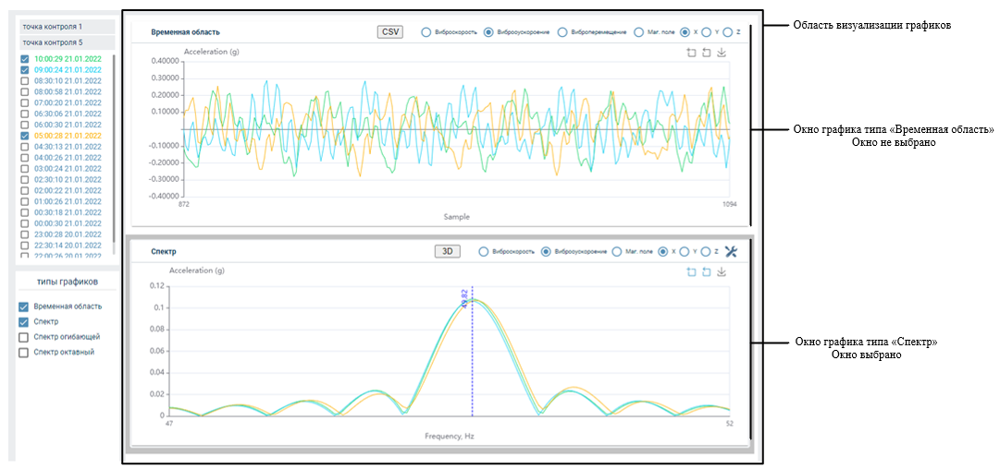 точка контроля 1
точка контроля 5
10:00:29 21.01.2022
09:00:24 21.01.2022
08:30:10 21.01.2022
08:00:58 21.01.2022
07:00:20 21.01.2022
06:30:06 21.01.2022
06:00:30 21.01.2022
05:00:28 21.01.2022
04:30:13 21.01.2022
04:00:26 21.01.2022
03:00:24 21.01.2022
02:30:10 21.01.2022
02:00:22 21.01.2022
01:00:26 21.01.2022
00:30:18 21.01.2022
00:00:30 21.01.2022
23:00:28 20.01.2022
22:30:14 20.01.2022
22:00:26 20.01.2022
типы графиков
Временная область
Спектр
Спектр огибающей
Спектр октавный
Временная область CSV Виброскорость Виброускороение Виброперемещение Маг. поле X Y Z
Acceleration (g)
0.40000
0.30000
0.20000
0.10000
-0.10000
-0.20000
-0.30000
-0.40000
872 1094
Sample
Спектр 3D Виброскорость Виброускороение Маг. поле X Y Z
Acceleration (g)
0.12
0.1
0.08
0.06
0.04
0.02
0
49.82
47 52
Frequency, Hz
Область визуализации графиков
Окно графика типа «Временная область»
Окно не выбрано
Окно графика типа «Спектр»
Окно выбрано